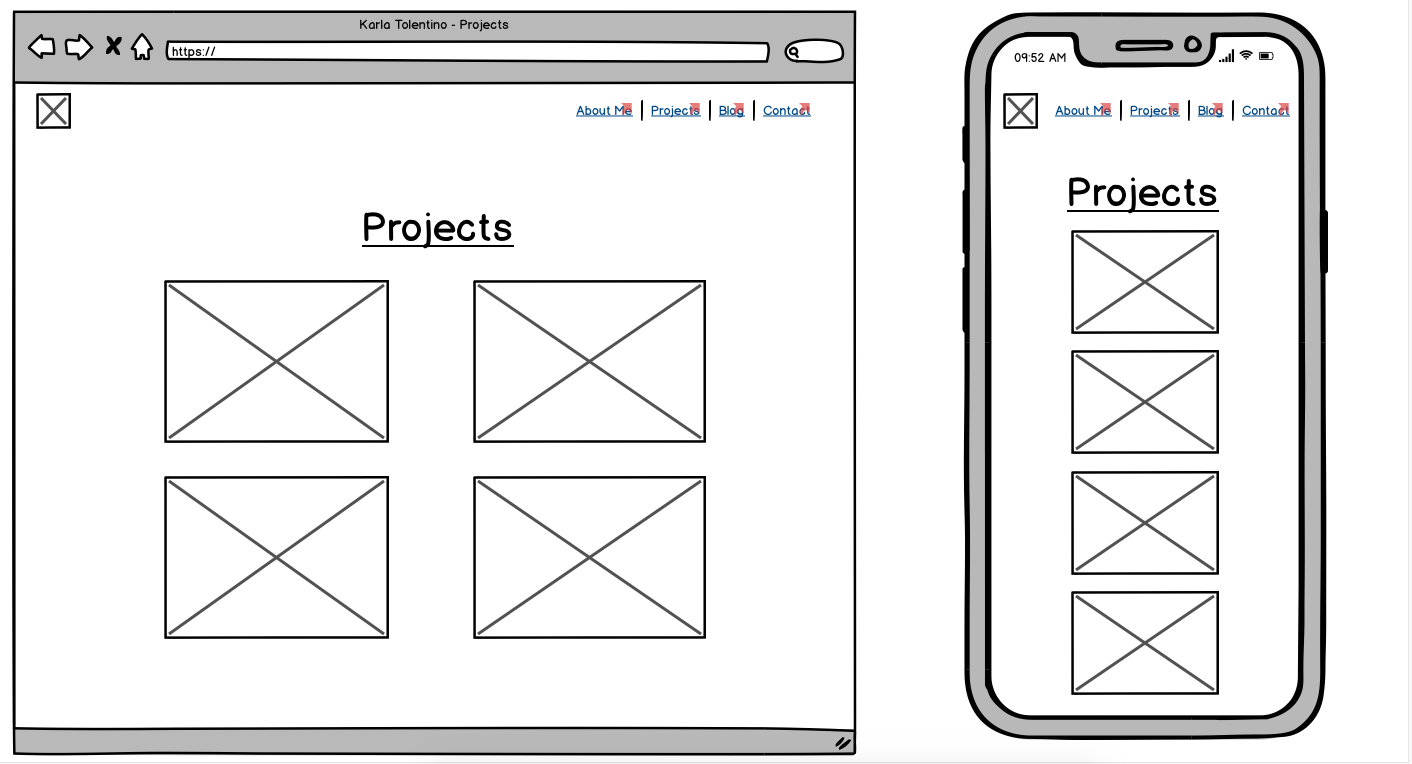 Karla Tolentino - Projects
https://
About Me | Projects | Blog | Contact
Projects
09:52 AM
About Me | Projects | Blog | Contact
Projects